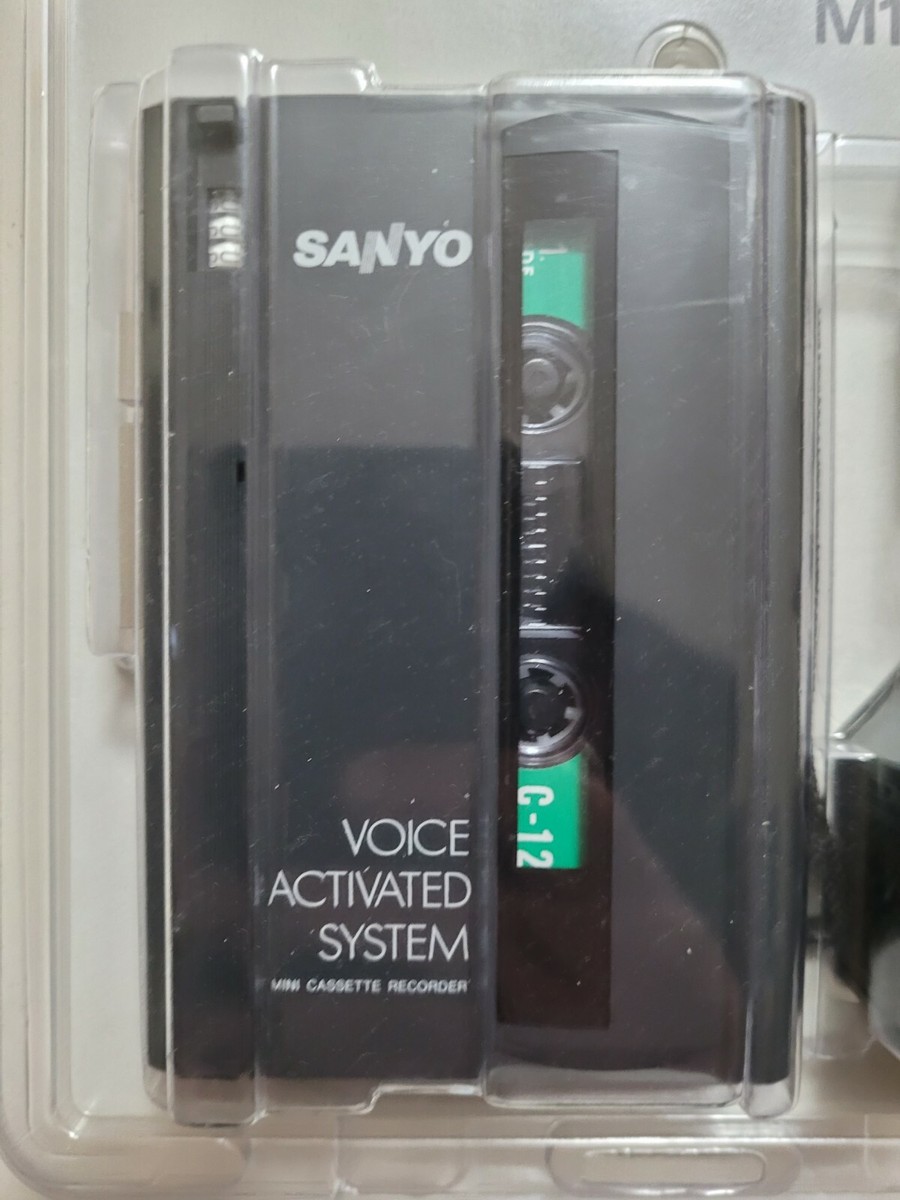 M1
SANYO
VOICE
ACTIVATED
SYSTEM
MINI CASSETTE RECORDER
C-12